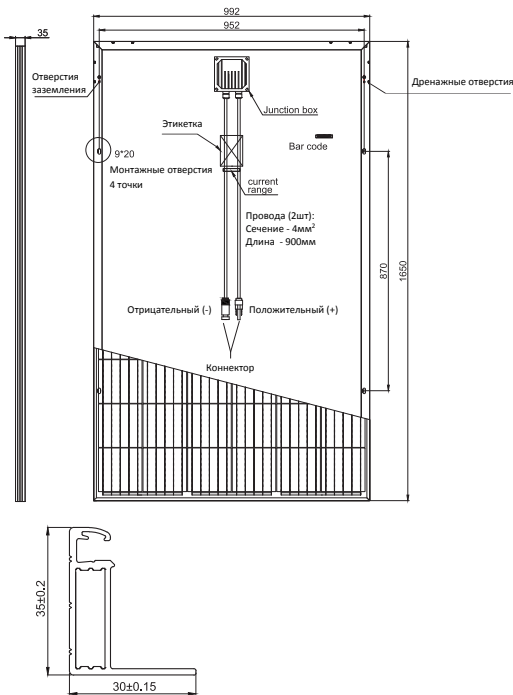 992
35
952
Отверстия
заземления
Дренажные отверстия
Junction box
Этикетка
Bar code
9*20
Монтажные отверстия
4 точки
current
range
Провода (2шт):
Сечение - 4мм²
Длина - 900мм
870
1650
Отрицательный (-)
Положительный (+)
Коннектор
35±0.2
30±0.15